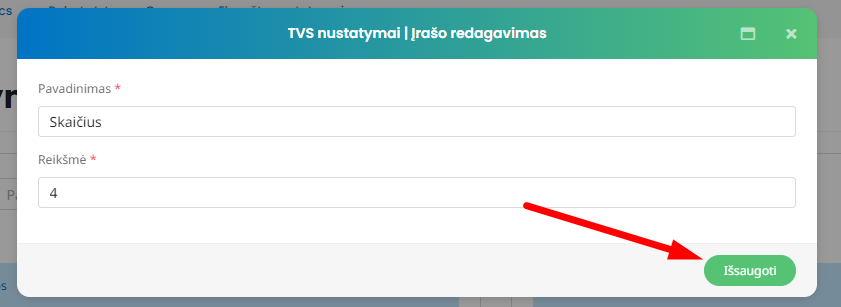 TVS nustatymai | Įrašo redagavimas
Pavadinimas *
Skaičius
Reikšmė *
4
Išsaugoti